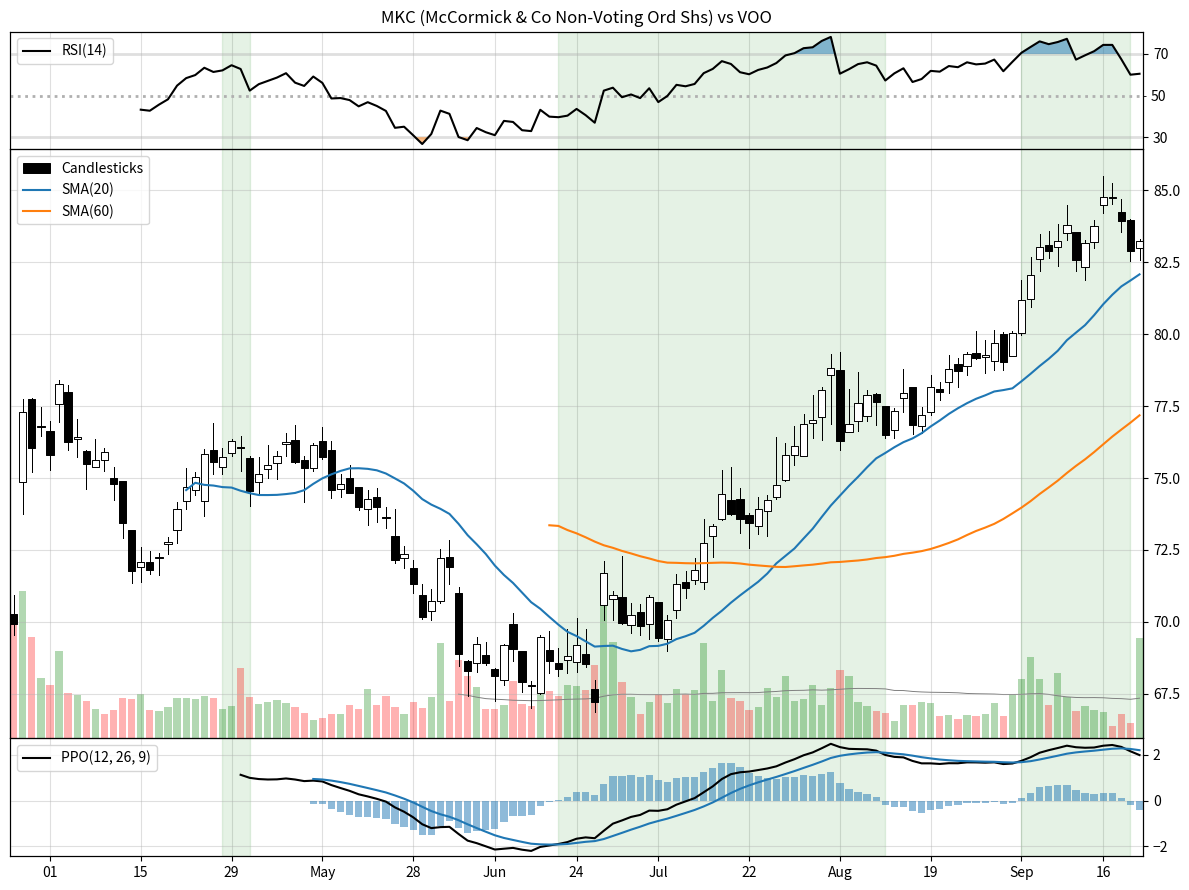 MKC (McCormick & Co Non-Voting Ord Shs) vs VOO
RSI(14)
70
50
30
Candlesticks
SMA(20)
SMA(60)
85.0
82.5
80.0
77.5
75.0
72.5
70.0
67.5
PPO(12, 26, 9)
2
0
−2
01 15 29 May 28 Jun 24 Jul 22 Aug 19 Sep 16